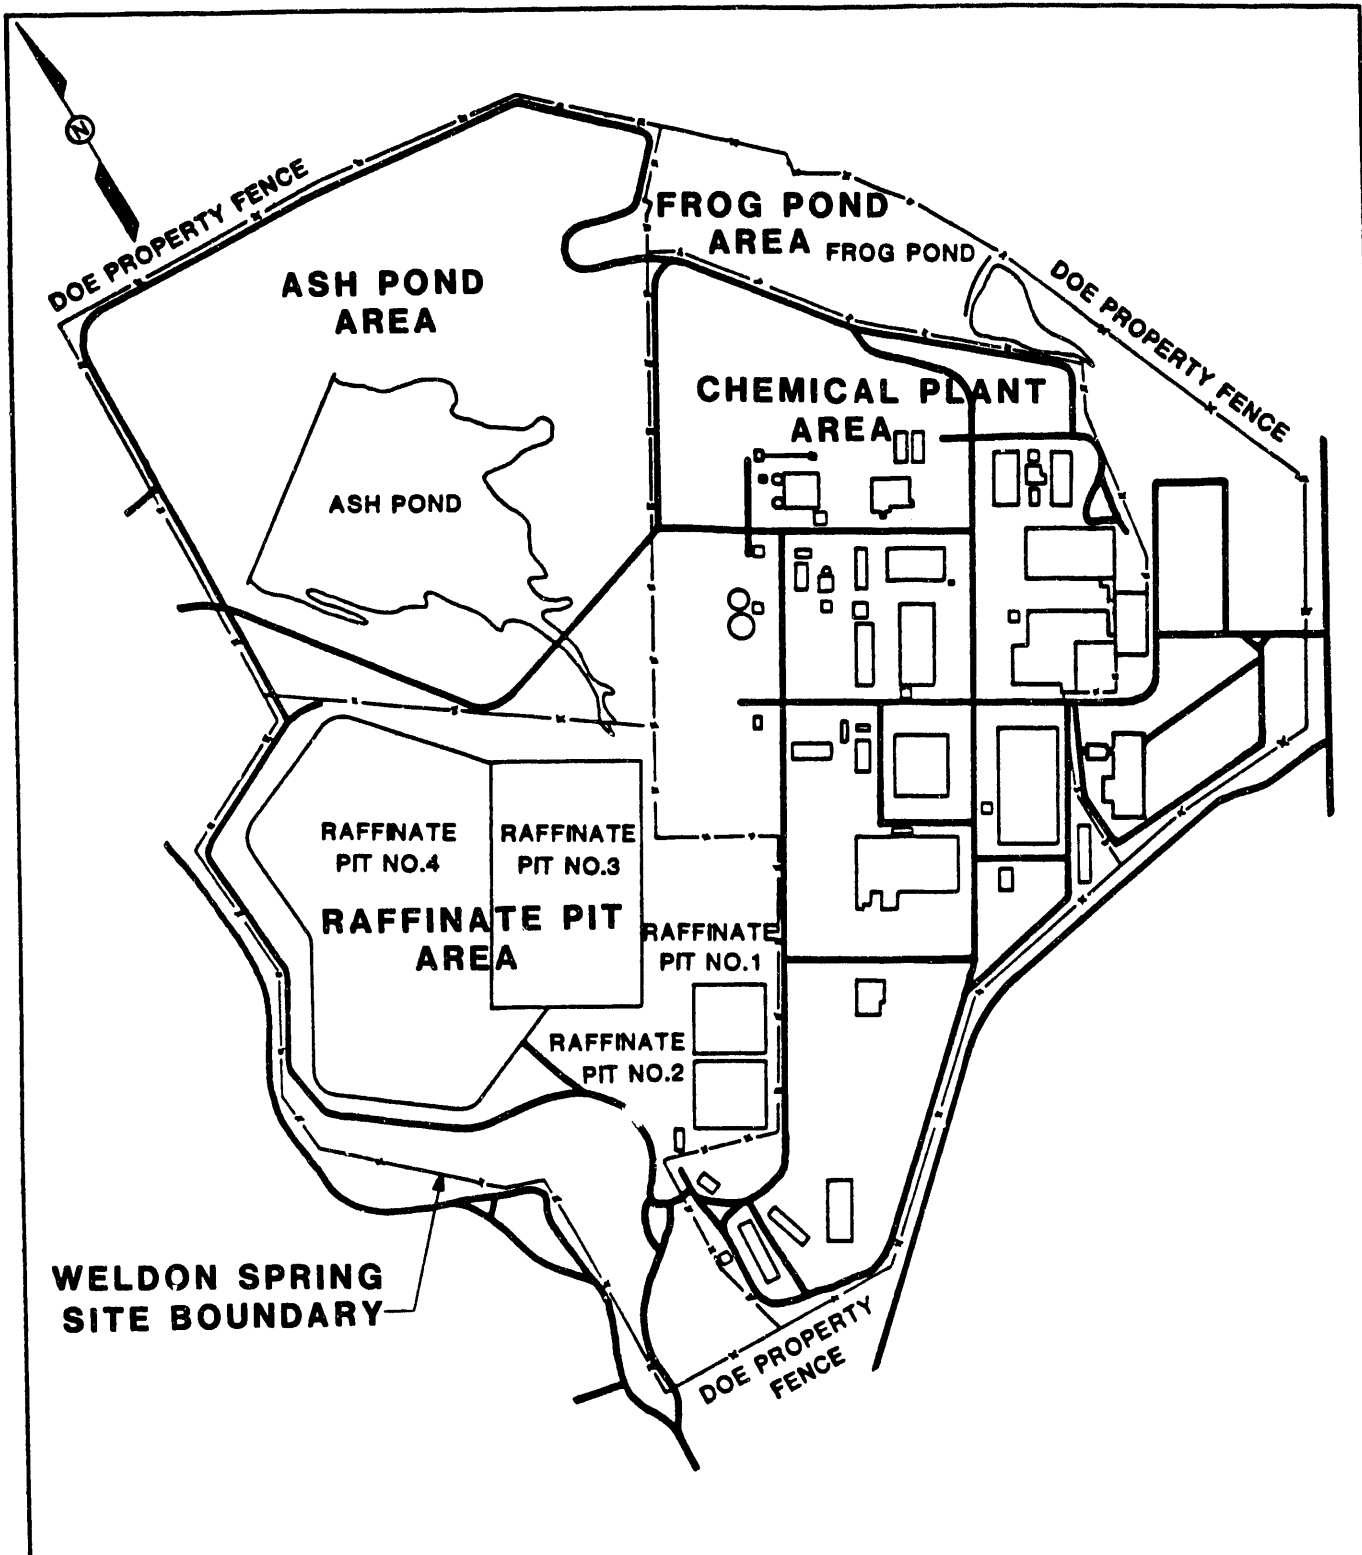 N
DOE PROPERTY FENCE
FROG POND
AREA
FROG POND
DOE PROPERTY FENCE
ASH POND
AREA
CHEMICAL PLANT
AREA
ASH POND
RAFFINATE
PIT NO.4
RAFFINATE
PIT NO.3
RAFFINATE PIT
AREA
RAFFINATE
PIT NO.1
RAFFINATE
PIT NO.2
WELDON SPRING
SITE BOUNDARY
DOE PROPERTY
FENCE